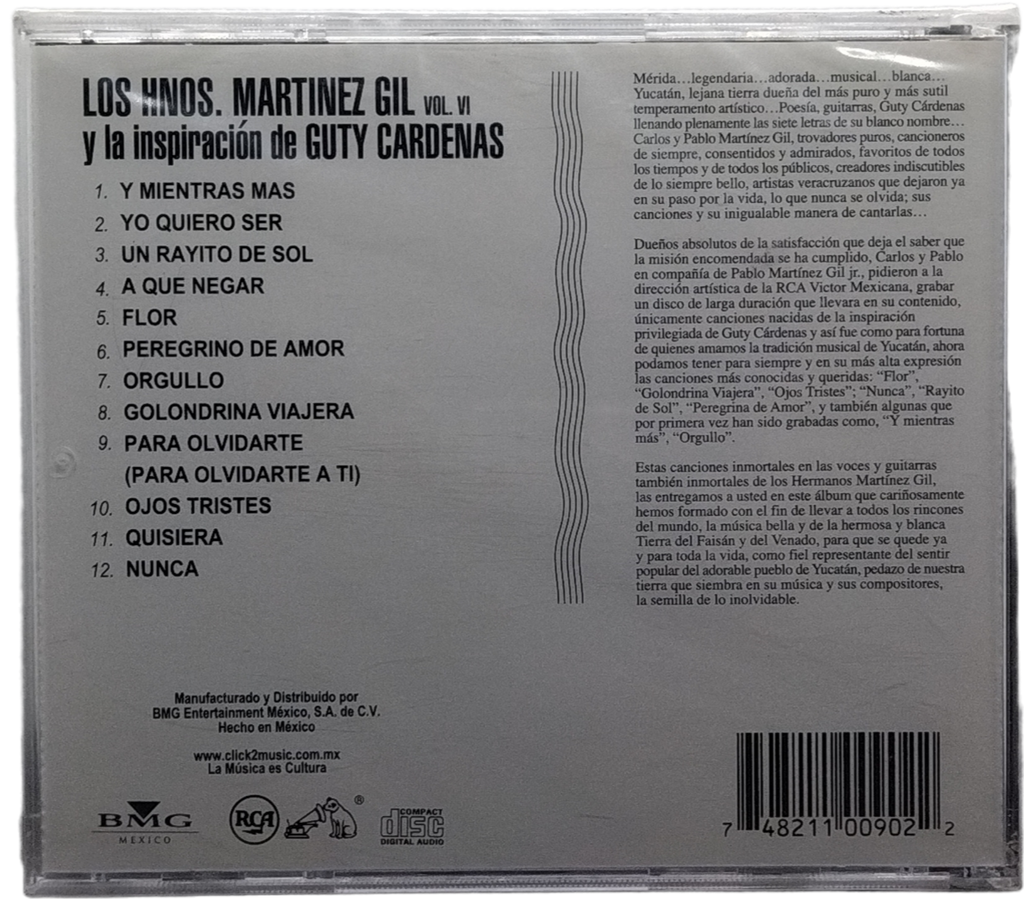 LOS HNOS. MARTINEZ GIL VOL. VI
y la inspiración de GUTY CARDENAS
1. Y MIENTRAS MAS
2. YO QUIERO SER
3. UN RAYITO DE SOL
4. A QUE NEGAR
5. FLOR
6. PEREGRINO DE AMOR
7. ORGULLO
8. GOLONDRINA VIAJERA
9. PARA OLVIDARTE
(PARA OLVIDARTE A TI)
10. OJOS TRISTES
11. QUISIERA
12. NUNCA
Mérida...legendaria...adorada...musical...blanca...
Yucatán, lejana tierra dueña del más puro y más sutil
temperamento artístico...Poesía, guitarras, Guty Cárdenas
llenando plenamente las siete letras de su blanco nombre...
Carlos y Pablo Martínez Gil, trovadores puros, cancioneros
de siempre, consentidos y admirados, favoritos de todos
los tiempos y de todos los públicos, creadores indiscutibles
de lo siempre bello, artistas veracruzanos que dejaron ya
en su paso por la vida, lo que nunca se olvida; sus
canciones y su inigualable manera de cantarlas...
Dueños absolutos de la satisfacción que deja el saber que
la misión encomendada se ha cumplido, Carlos y Pablo
en compañía de Pablo Martínez Gil jr., pidieron a la
dirección artística de la RCA Victor Mexicana, grabar
un disco de larga duración que llevara en su contenido,
únicamente canciones nacidas de la inspiración
privilegiada de Guty Cárdenas y así fue como para fortuna
de quienes amamos la tradición musical de Yucatán, ahora
podamos tener para siempre y en su más alta expresión
las canciones más conocidas y queridas: “Flor”,
“Golondrina Viajera”, “Ojos Tristes”; “Nunca”, “Rayito
de Sol”, “Peregrina de Amor”, y también algunas que
por primera vez han sido grabadas como, “Y mientras
más”, “Orgullo”.
Estas canciones inmortales en las voces y guitarras
también inmortales de los Hermanos Martínez Gil,
las entregamos a usted en este álbum que cariñosamente
hemos formado con el fin de llevar a todos los rincones
del mundo, la música bella y de la hermosa y blanca
Tierra del Faisán y del Venado, para que se quede ya
y para toda la vida, como fiel representante del sentir
popular del adorable pueblo de Yucatán, pedazo de nuestra
tierra que siembra en su música y sus compositores,
la semilla de lo inolvidable.
Manufacturado y Distribuido por
BMG Entertainment México, S.A. de C.V.
Hecho en México
www.click2music.com.mx
La Música es Cultura
BMG
MEXICO
RCA
®
COMPACT
disc
DIGITAL AUDIO
7 48211 00902 2